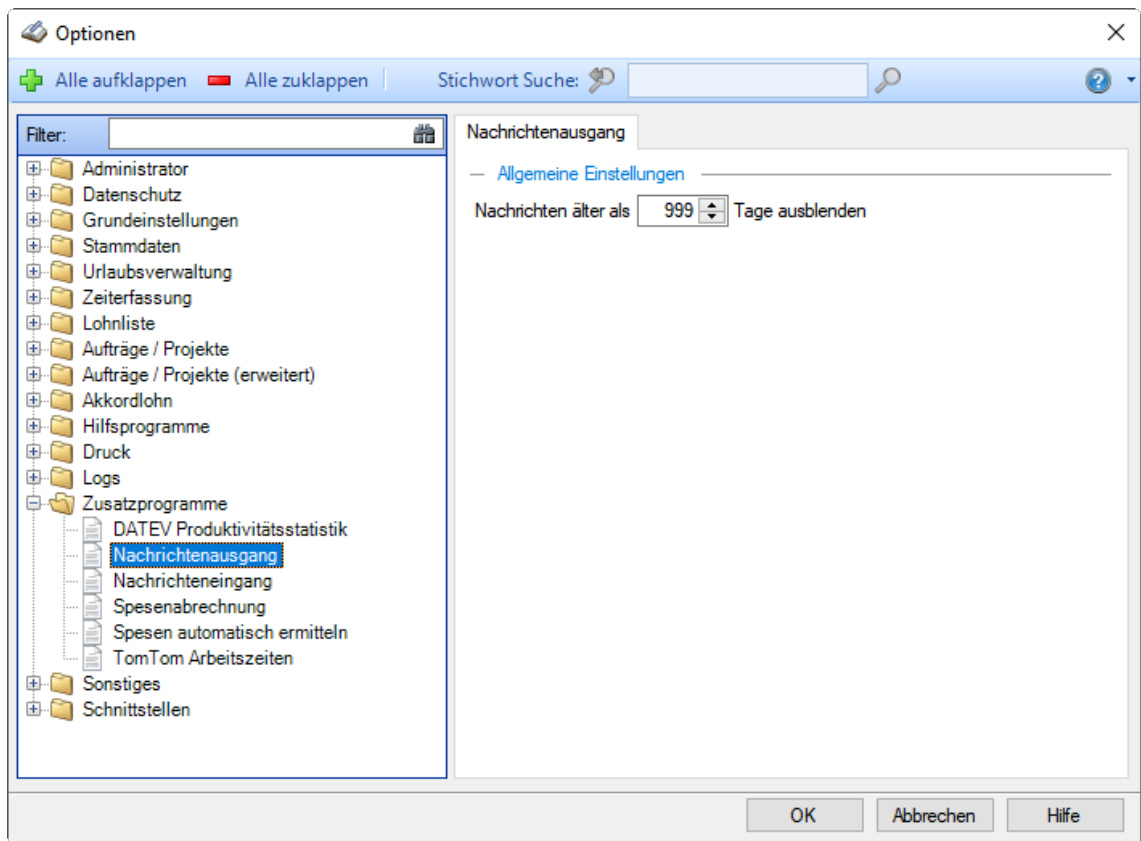 Optionen
Alle aufklappen Alle zuklappen Stichwort Suche:
Filter:
Administrator
Datenschutz
Grundeinstellungen
Stammdaten
Urlaubsverwaltung
Zeiterfassung
Lohnliste
Aufträge / Projekte
Aufträge / Projekte (erweitert)
Akkordlohn
Hilfsprogramme
Druck
Logs
Zusatzprogramme
DATEV Produktivitätsstatistik
Nachrichtenausgang
Nachrichteneingang
Spesenabrechnung
Spesen automatisch ermitteln
TomTom Arbeitszeiten
Sonstiges
Schnittstellen
Nachrichtenausgang
Allgemeine Einstellungen
Nachrichten älter als 999 Tage ausblenden
OK Abbrechen Hilfe